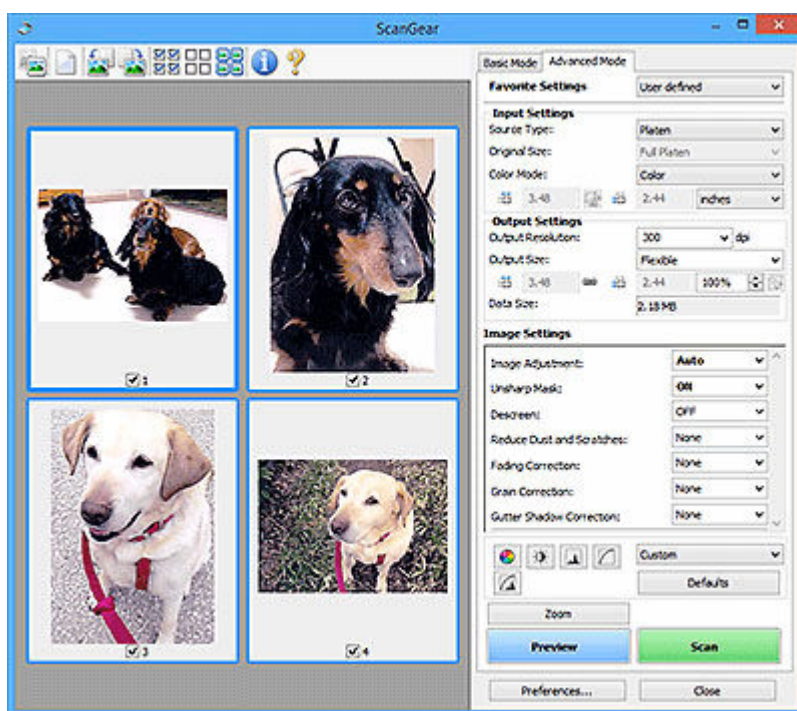 ScanGear
Basic Mode Advanced Mode
Favorite Settings User defined
Input Settings
Source Type: Platen
Original Size: Full Platen
Color Mode: Color
3.48 2.44 inches
Output Settings
Output Resolution: 300 dpi
Output Size: Flexible
3.48 2.44 100%
Data Size: 2.18 MB
Image Settings
Image Adjustment: Auto
Unsharp Mask: ON
Descreen: OFF
Reduce Dust and Scratches: None
Fading Correction: None
Grain Correction: None
Gutter Shadow Correction: None
Custom
Defaults
Zoom
Preview Scan
Preferences... Close
1
2
3
4